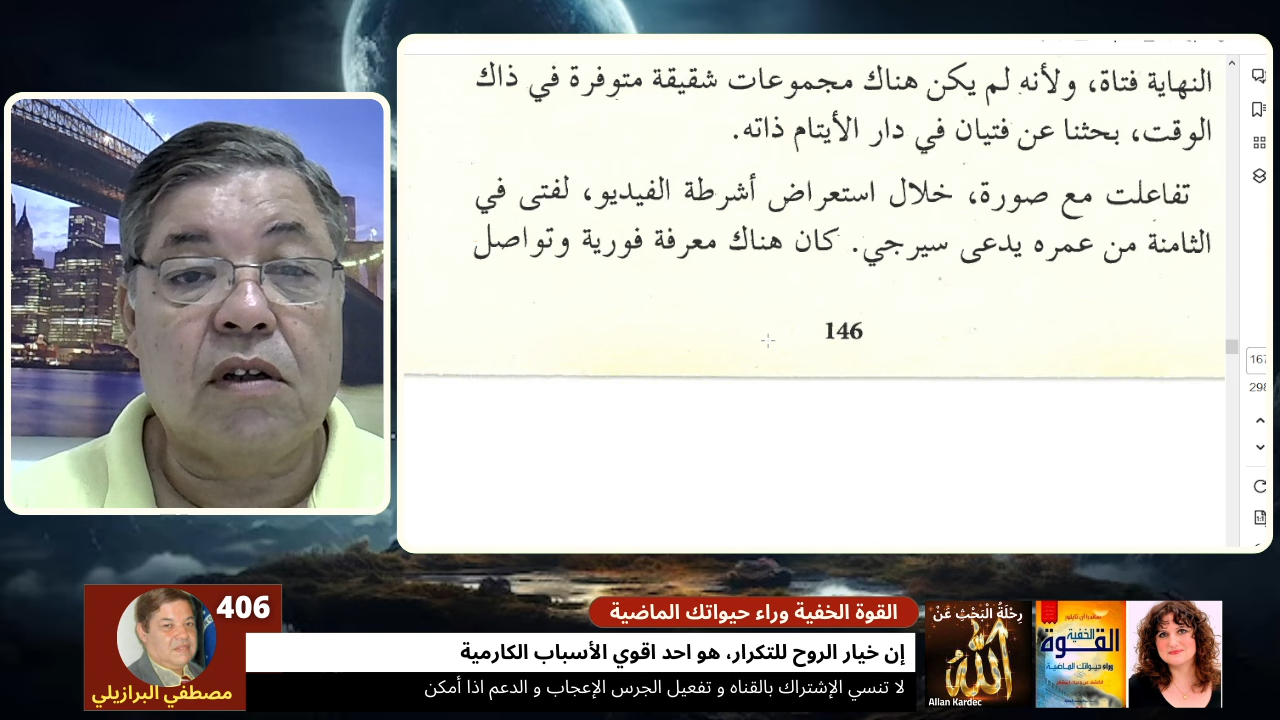 النهاية فتاة، ولأنه لم يكن هناك مجموعات شقيقة متوفرة في ذاك
الوقت، بحثنا عن فتيان في دار الأيتام ذاته.
تفاعلت مع صورة، خلال استعراض أشرطة الفيديو، لفتى في
الثامنة من عمره يدعى سيرجي. كان هناك معرفة فورية وتواصل
146
167
298
406
القوة الخفية وراء حيواتك الماضية
إن خيار الروح للتكرار، هو احد اقوي الأسباب الكارمية
لا تنسي الإشتراك بالقناه و تفعيل الجرس الإعجاب و الدعم اذا أمكن
مصطفي البرازيلي
رِحْلَةُ الْبَحْثِ عَنْ
الله
Allan Kardec
القوة
الخفية
وراء حيواتك الماضية